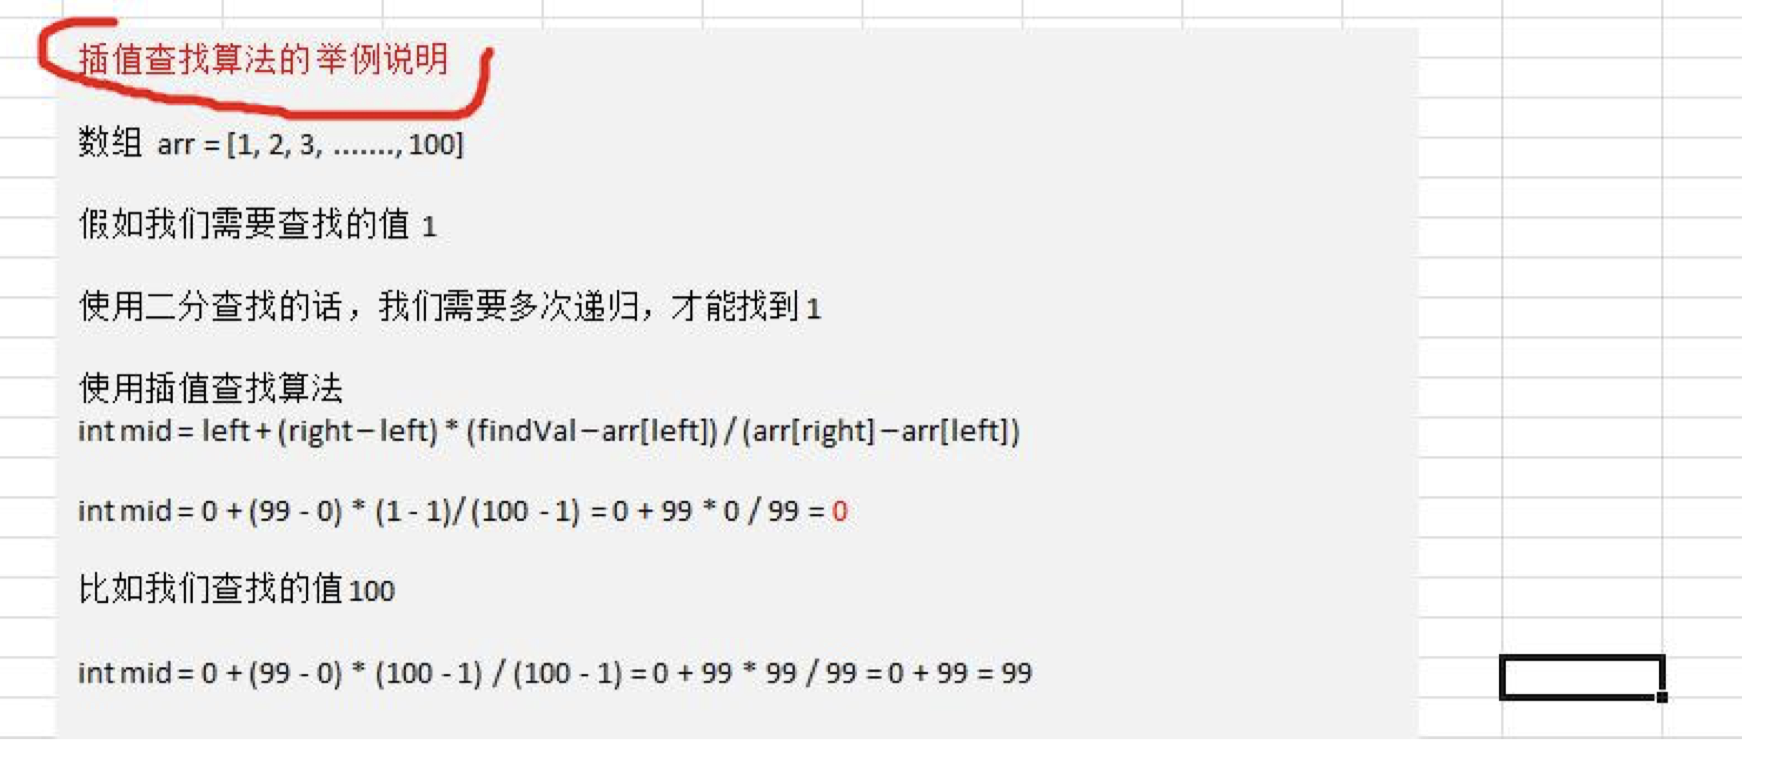 插值查找算法的举例说明
数组 arr = [1, 2, 3, ......., 100]
假如我们需要查找的值 1
使用二分查找的话，我们需要多次递归，才能找到 1
使用插值查找算法
int mid = left + (right – left) * (findVal – arr[left]) / (arr[right] – arr[left])
int mid = 0 + (99 - 0) * (1 - 1)/ (100 - 1) = 0 + 99 * 0 / 99 = 0
比如我们查找的值 100
int mid = 0 + (99 - 0) * (100 - 1) / (100 - 1) = 0 + 99 * 99 / 99 = 0 + 99 = 99